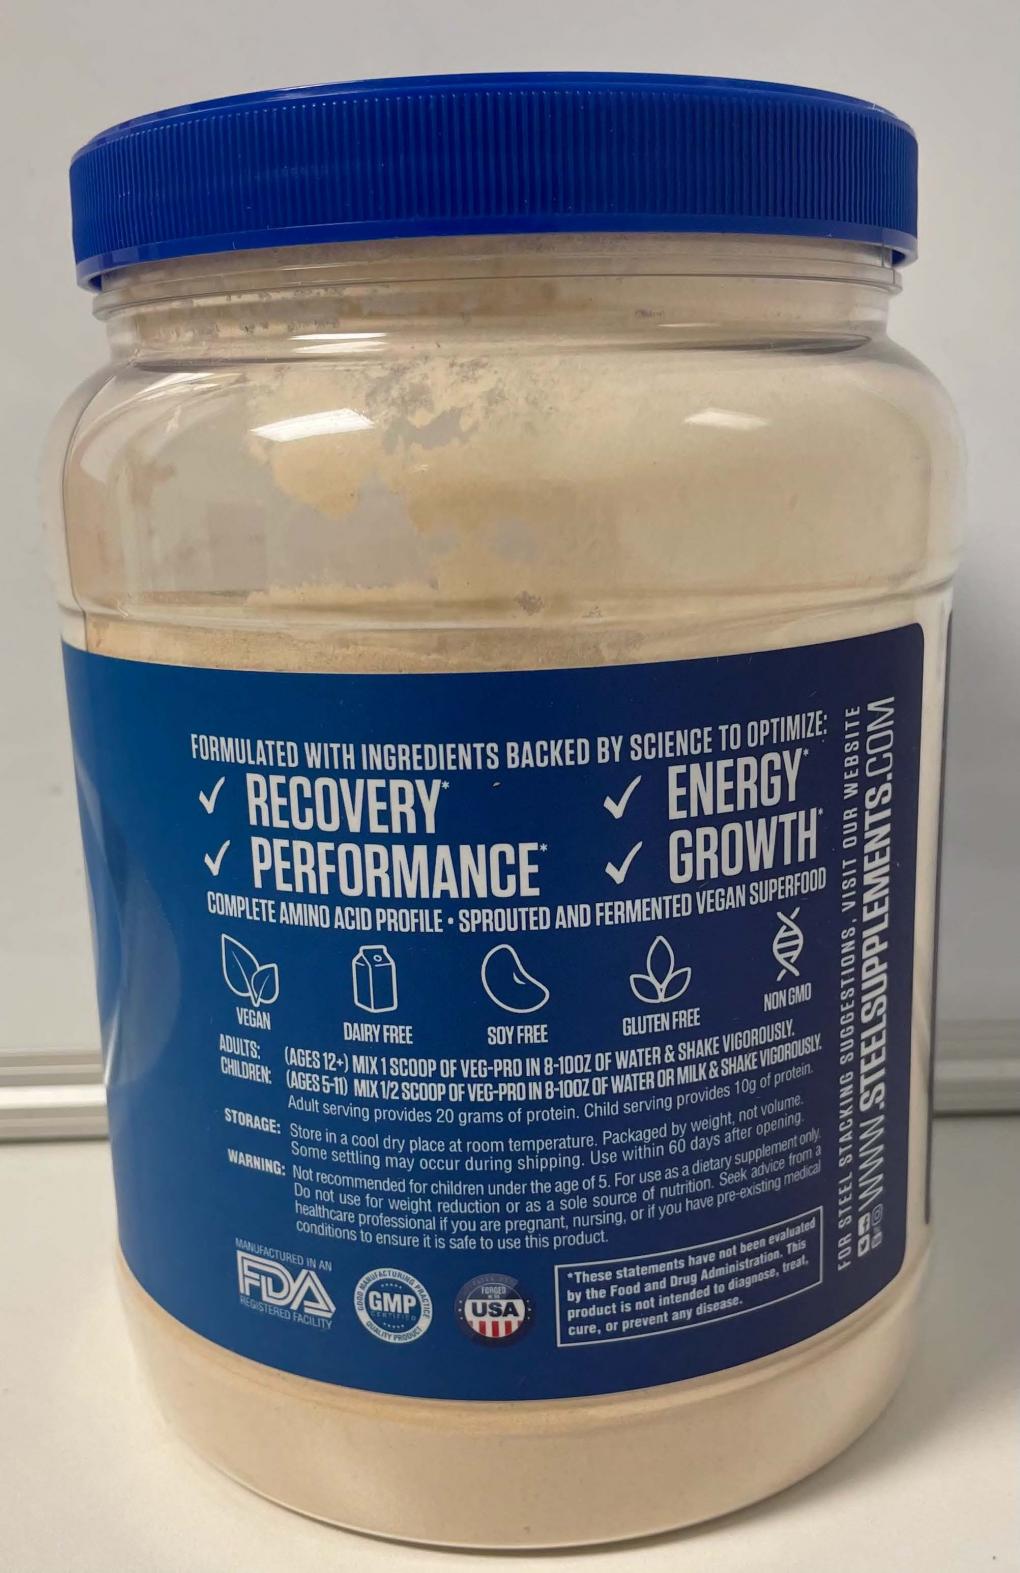 FORMULATED WITH INGREDIENTS BACKED BY SCIENCE TO OPTIMIZE:
✓ RECOVERY* ✓ ENERGY*
✓ PERFORMANCE* ✓ GROWTH*
COMPLETE AMINO ACID PROFILE • SPROUTED AND FERMENTED VEGAN SUPERFOOD
VEGAN DAIRY FREE SOY FREE GLUTEN FREE NON GMO
ADULTS: (AGES 12+) MIX 1 SCOOP OF VEG-PRO IN 8-10OZ OF WATER & SHAKE VIGOROUSLY.
CHILDREN: (AGES 5-11) MIX 1/2 SCOOP OF VEG-PRO IN 8-10OZ OF WATER OR MILK & SHAKE VIGOROUSLY.
Adult serving provides 20 grams of protein. Child serving provides 10g of protein.
STORAGE: Store in a cool dry place at room temperature. Packaged by weight, not volume.
Some settling may occur during shipping. Use within 60 days after opening.
WARNING: Not recommended for children under the age of 5. For use as a dietary supplement only.
Do not use for weight reduction or as a sole source of nutrition. Seek advice from a
healthcare professional if you are pregnant, nursing, or if you have pre-existing medical
conditions to ensure it is safe to use this product.
MANUFACTURED IN AN
FDA
REGISTERED FACILITY
GOOD MANUFACTURING PRACTICE
GMP
CERTIFIED
QUALITY PRODUCT
FORGED
IN THE
USA
*These statements have not been evaluated
by the Food and Drug Administration. This
product is not intended to diagnose, treat,
cure, or prevent any disease.
FOR STEEL STACKING SUGGESTIONS, VISIT OUR WEBSITE
WWW.STEELSUPPLEMENTS.COM